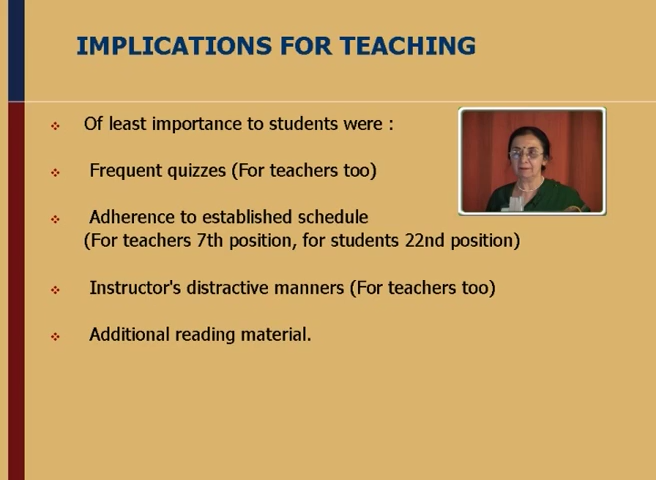 IMPLICATIONS FOR TEACHING
Of least importance to students were :
Frequent quizzes (For teachers too)
Adherence to established schedule
(For teachers 7th position, for students 22nd position)
Instructor's distractive manners (For teachers too)
Additional reading material.